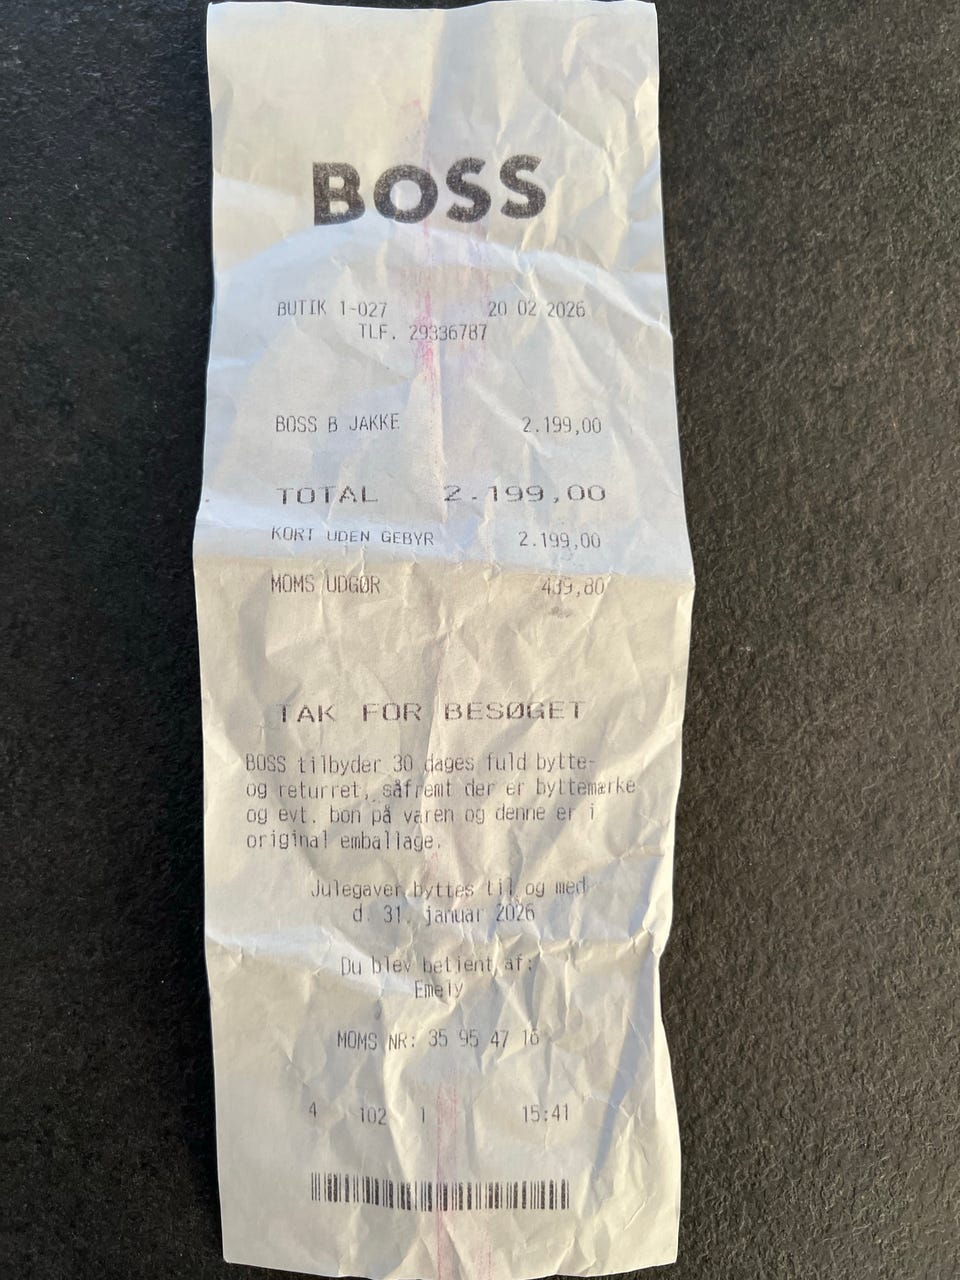 BOSS
BUTIK 1-027 20 02 2026
TLF. 29336787
BOSS B JAKKE 2.199,00
TOTAL 2.199,00
KORT UDEN GEBYR 2.199,00
MOMS UDGØR 439,80
TAK FOR BESØGET
BOSS tilbyder 30 dages fuld bytte-
og returret, såfremt der er byttemærke
og evt. bon på varen og denne er i
original emballage.
Julegaver byttes til og med
d. 31. januar 2026
Du blev betjent af:
Emely
MOMS NR: 35 95 47 16
4 102 1 15:41